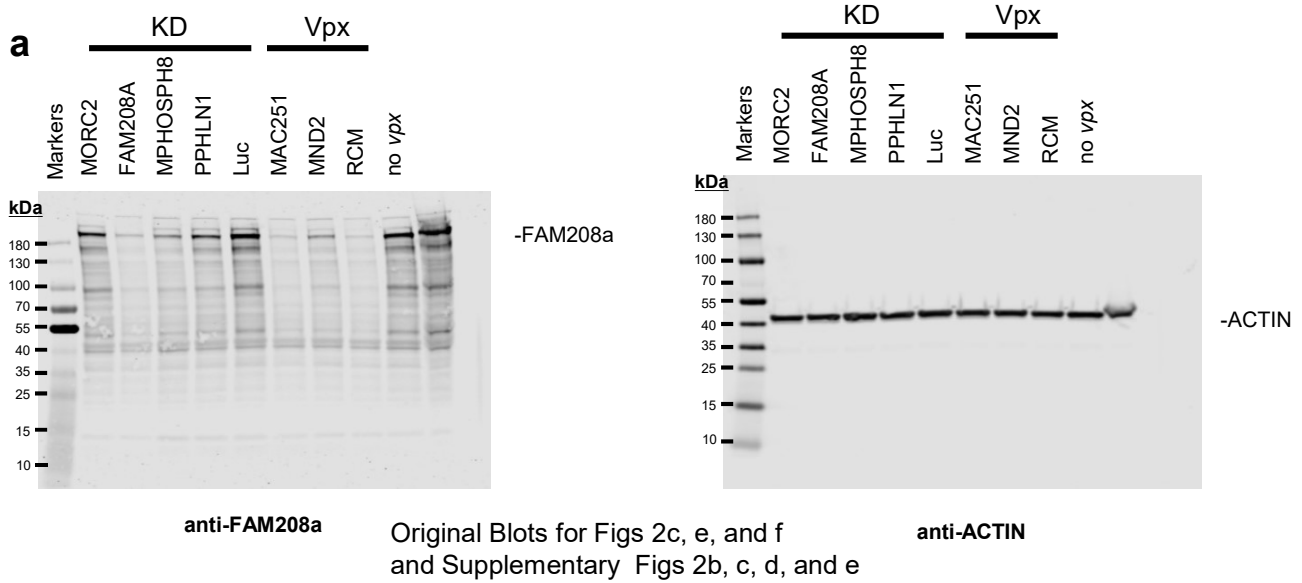 a
KD Vpx
Markers
MORC2
FAM208A
MPHOSPH8
PPHLN1
Luc
MAC251
MND2
RCM
no vpx
kDa
180
130
100
70
55
40
35
25
15
10
-FAM208a
anti-FAM208a
KD Vpx
Markers
MORC2
FAM208A
MPHOSPH8
PPHLN1
Luc
MAC251
MND2
RCM
no vpx
kDa
180
130
100
70
55
40
35
25
15
10
-ACTIN
anti-ACTIN
Original Blots for Figs 2c, e, and f
and Supplementary Figs 2b, c, d, and e